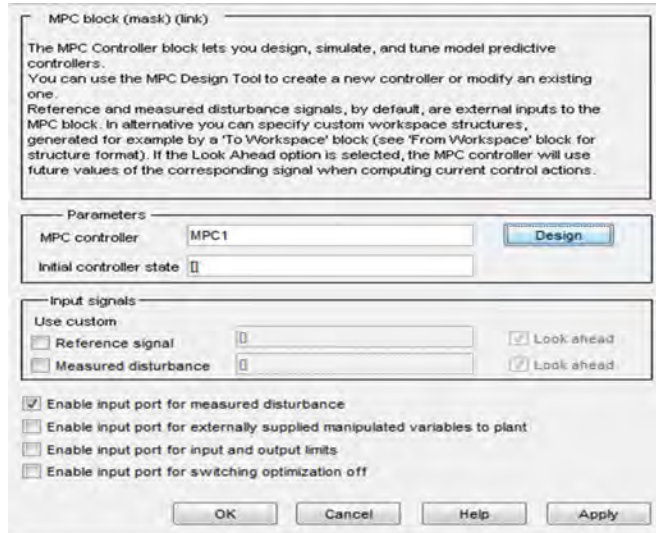 MPC block (mask) (link)
The MPC Controller block lets you design, simulate, and tune model predictive
controllers.
You can use the MPC Design Tool to create a new controller or modify an existing
one.
Reference and measured disturbance signals, by default, are external inputs to the
MPC block. In alternative you can specify custom workspace structures,
generated for example by a 'To Workspace' block (see 'From Workspace' block for
structure format). If the Look Ahead option is selected, the MPC controller will use
future values of the corresponding signal when computing current control actions.
Parameters
MPC controller MPC1 Design
Initial controller state []
Input signals
Use custom
Reference signal [] Look ahead
Measured disturbance [] Look ahead
Enable input port for measured disturbance
Enable input port for externally supplied manipulated variables to plant
Enable input port for input and output limits
Enable input port for switching optimization off
OK Cancel Help Apply